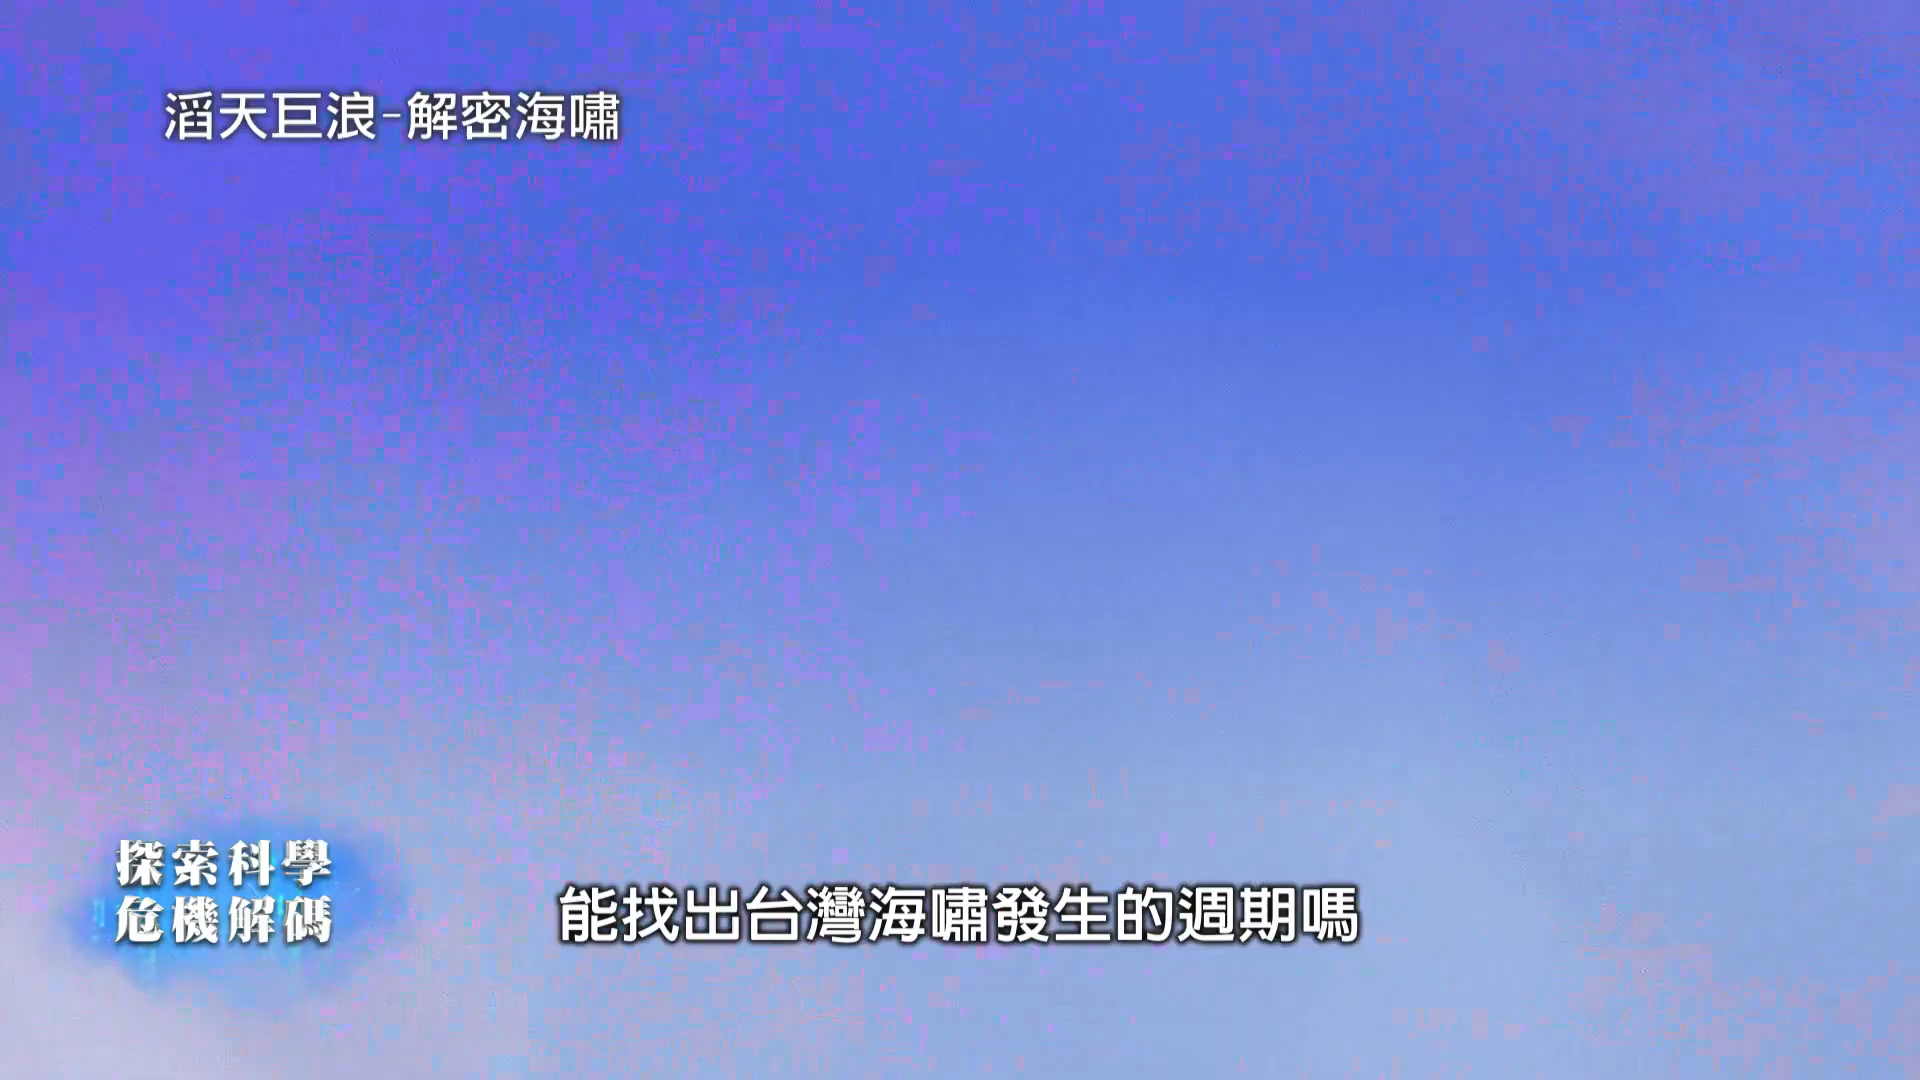 滔天巨浪-解密海嘯
探索科學
危機解碼
能找出台灣海嘯發生的週期嗎